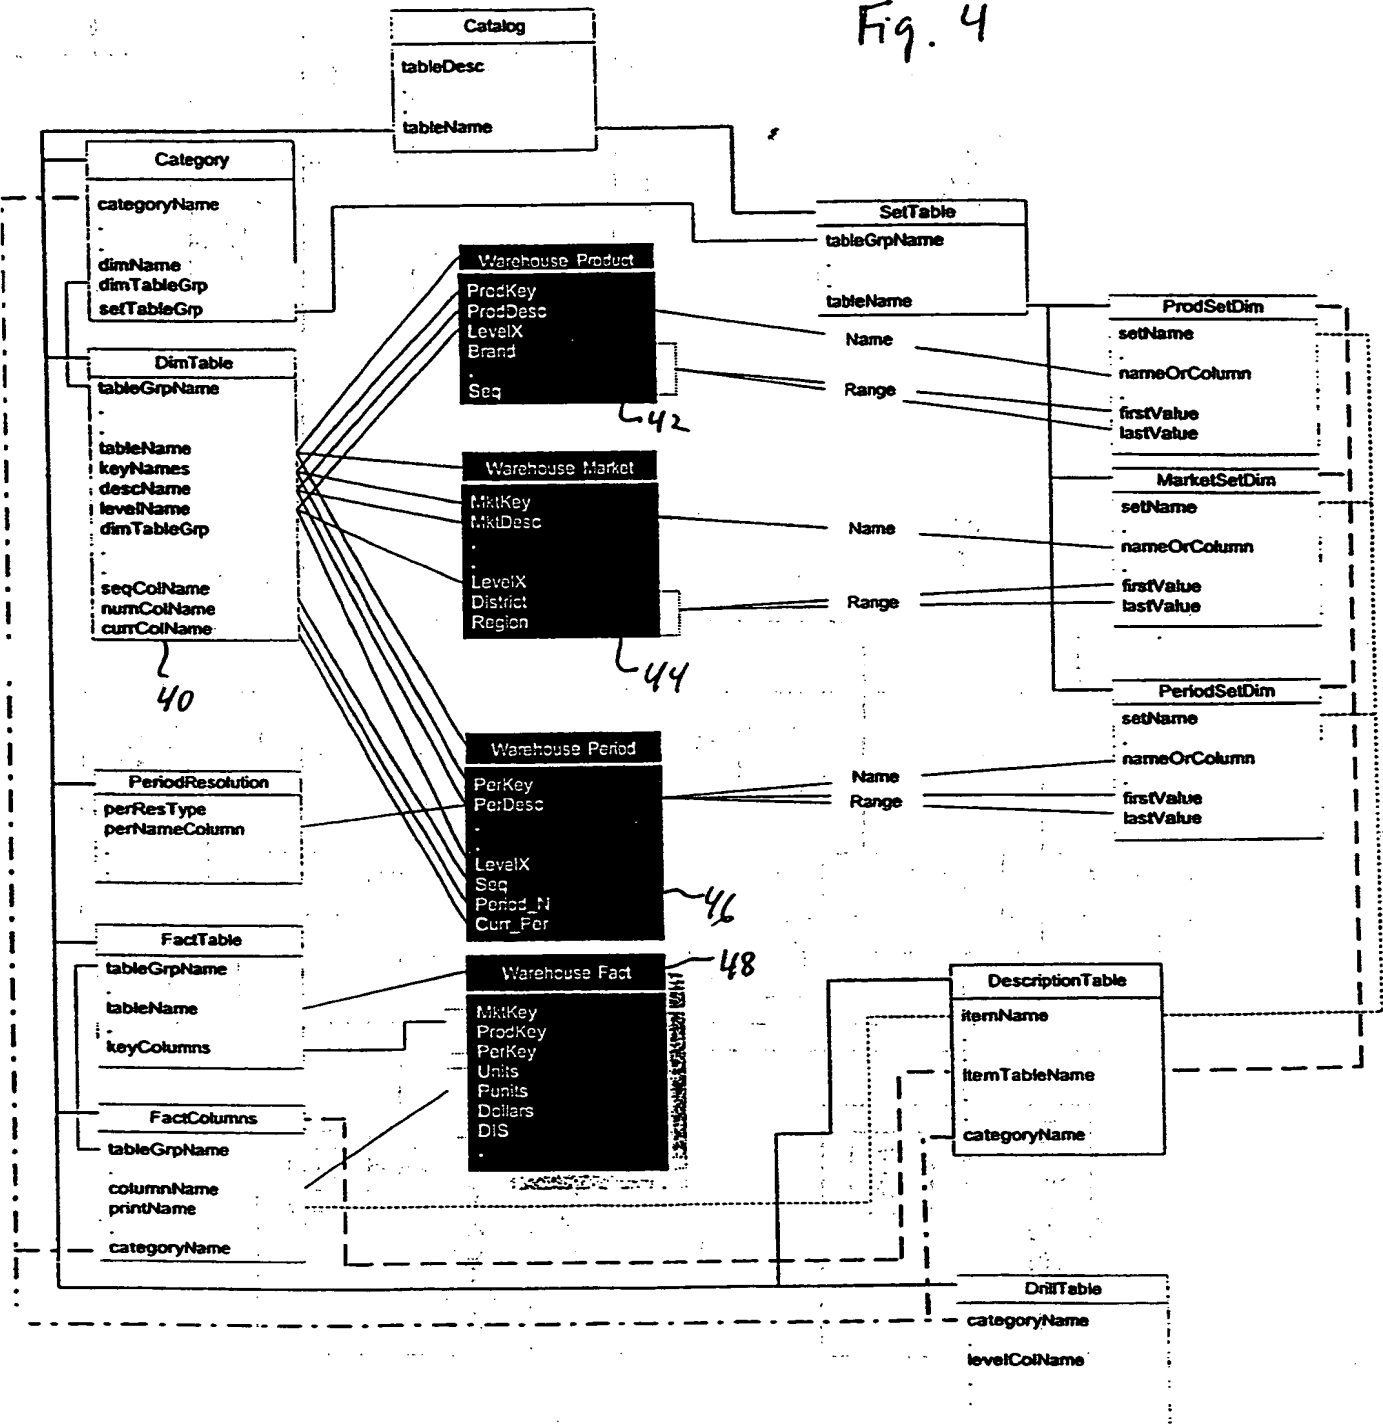 Fig. 4
Catalog
tableDesc
tableName
Category
categoryName
dimName
dimTableGrp
setTableGrp
DimTable
tableGrpName
tableName
keyNames
descName
levelName
dimTableGrp
seqColName
numColName
currColName
40
PeriodResolution
perResType
perNameColumn
FactTable
tableGrpName
tableName
keyColumns
FactColumns
tableGrpName
columnName
printName
categoryName
Warehouse Product
ProdKey
ProdDesc
LevelX
Brand
Seq
42
Warehouse Market
MktKey
MktDesc
LevelX
District
Region
44
Warehouse Period
PerKey
PerDesc
LevelX
Seq
Period_N
Curr_Per
46
Warehouse Fact
48
MktKey
ProdKey
PerKey
Units
Punits
Dollars
DIS
SetTable
tableGrpName
tableName
Name
Range
Name
Range
Name
Range
ProdSetDim
setName
nameOrColumn
firstValue
lastValue
MarketSetDim
setName
nameOrColumn
firstValue
lastValue
PeriodSetDim
setName
nameOrColumn
firstValue
lastValue
DescriptionTable
itemName
itemTableName
categoryName
DrillTable
categoryName
levelColName